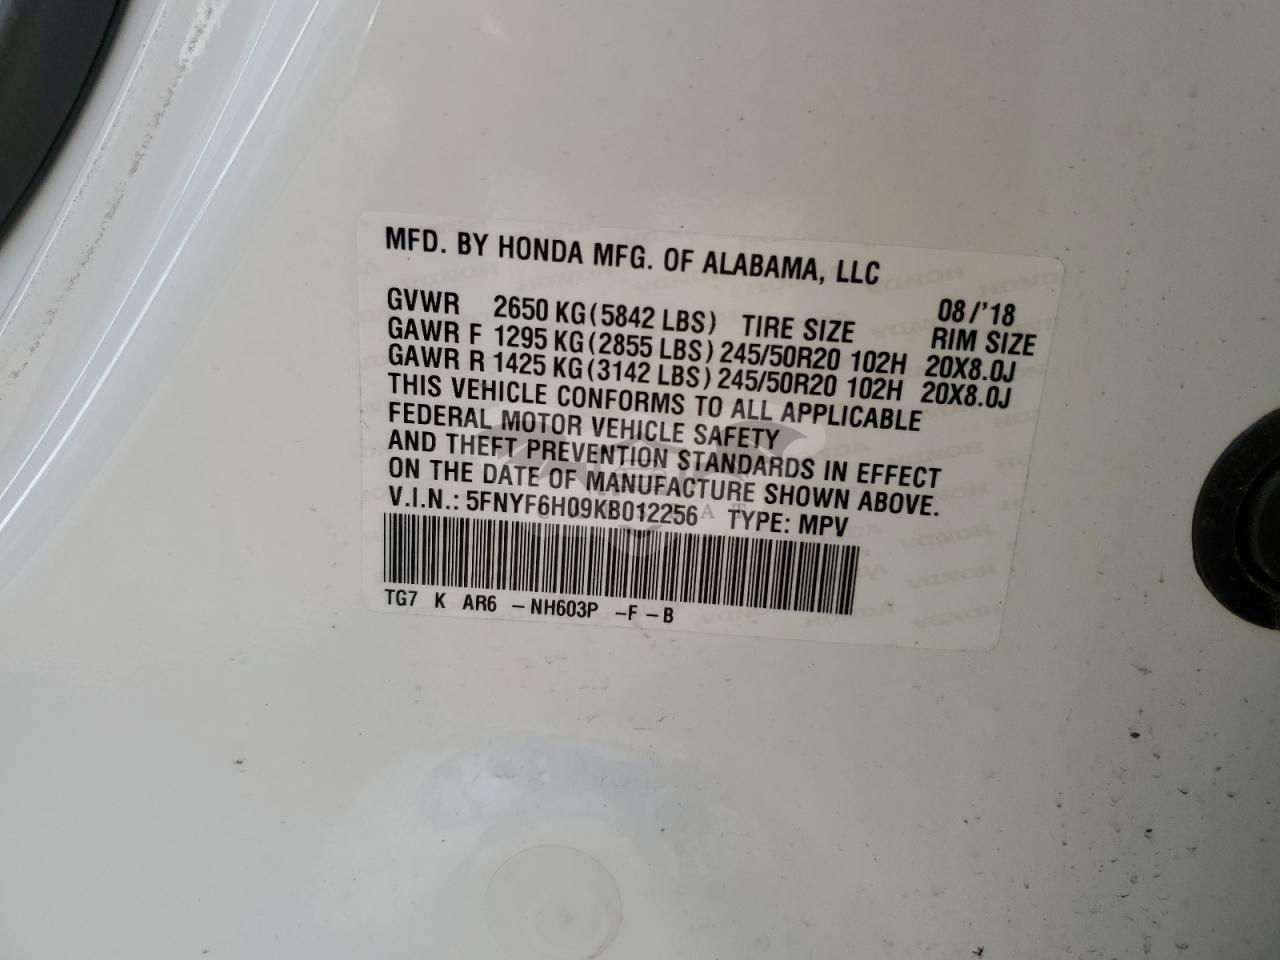 MFD. BY HONDA MFG. OF ALABAMA, LLC
GVWR 2650 KG(5842 LBS) TIRE SIZE 08/'18 RIM SIZE
GAWR F 1295 KG(2855 LBS)245/50R20 102H 20X8.0J
GAWR R 1425 KG(3142 LBS)245/50R20 102H 20X8.0J
THIS VEHICLE CONFORMS TO ALL APPLICABLE
FEDERAL MOTOR VEHICLE SAFETY
AND THEFT PREVENTION STANDARDS IN EFFECT
ON THE DATE OF MANUFACTURE SHOWN ABOVE.
V.I.N.: 5FNYF6H09KB012256 TYPE: MPV
TG7 K AR6 -NH603P -F-B